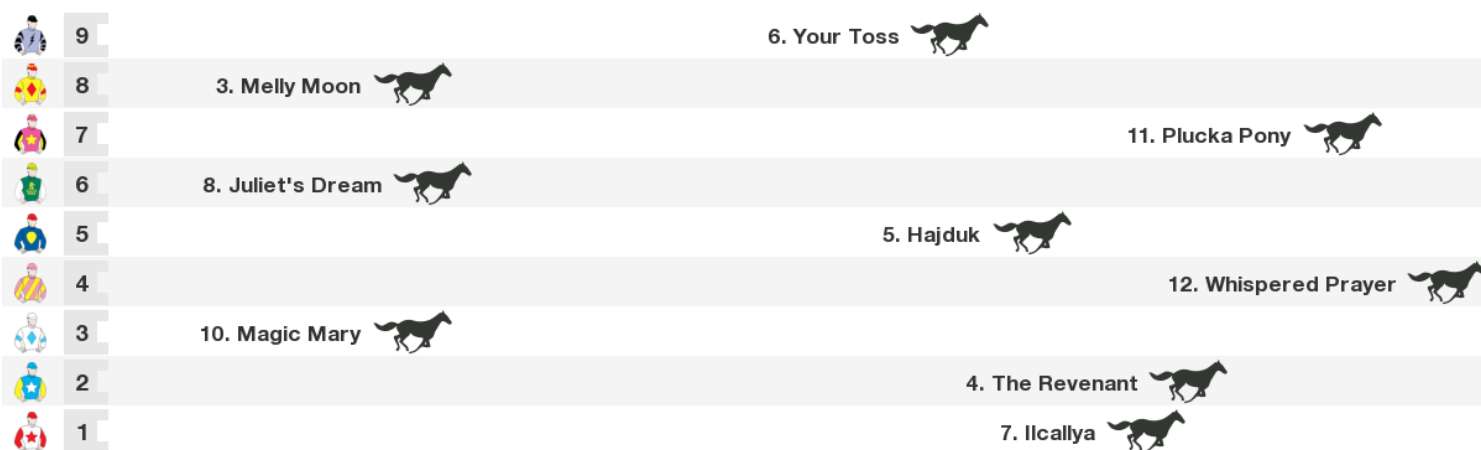 9 6. Your Toss
8 3. Melly Moon
7 11. Plucka Pony
6 8. Juliet's Dream
5 5. Hajduk
4 12. Whispered Prayer
3 10. Magic Mary
2 4. The Revenant
1 7. Ilcallya